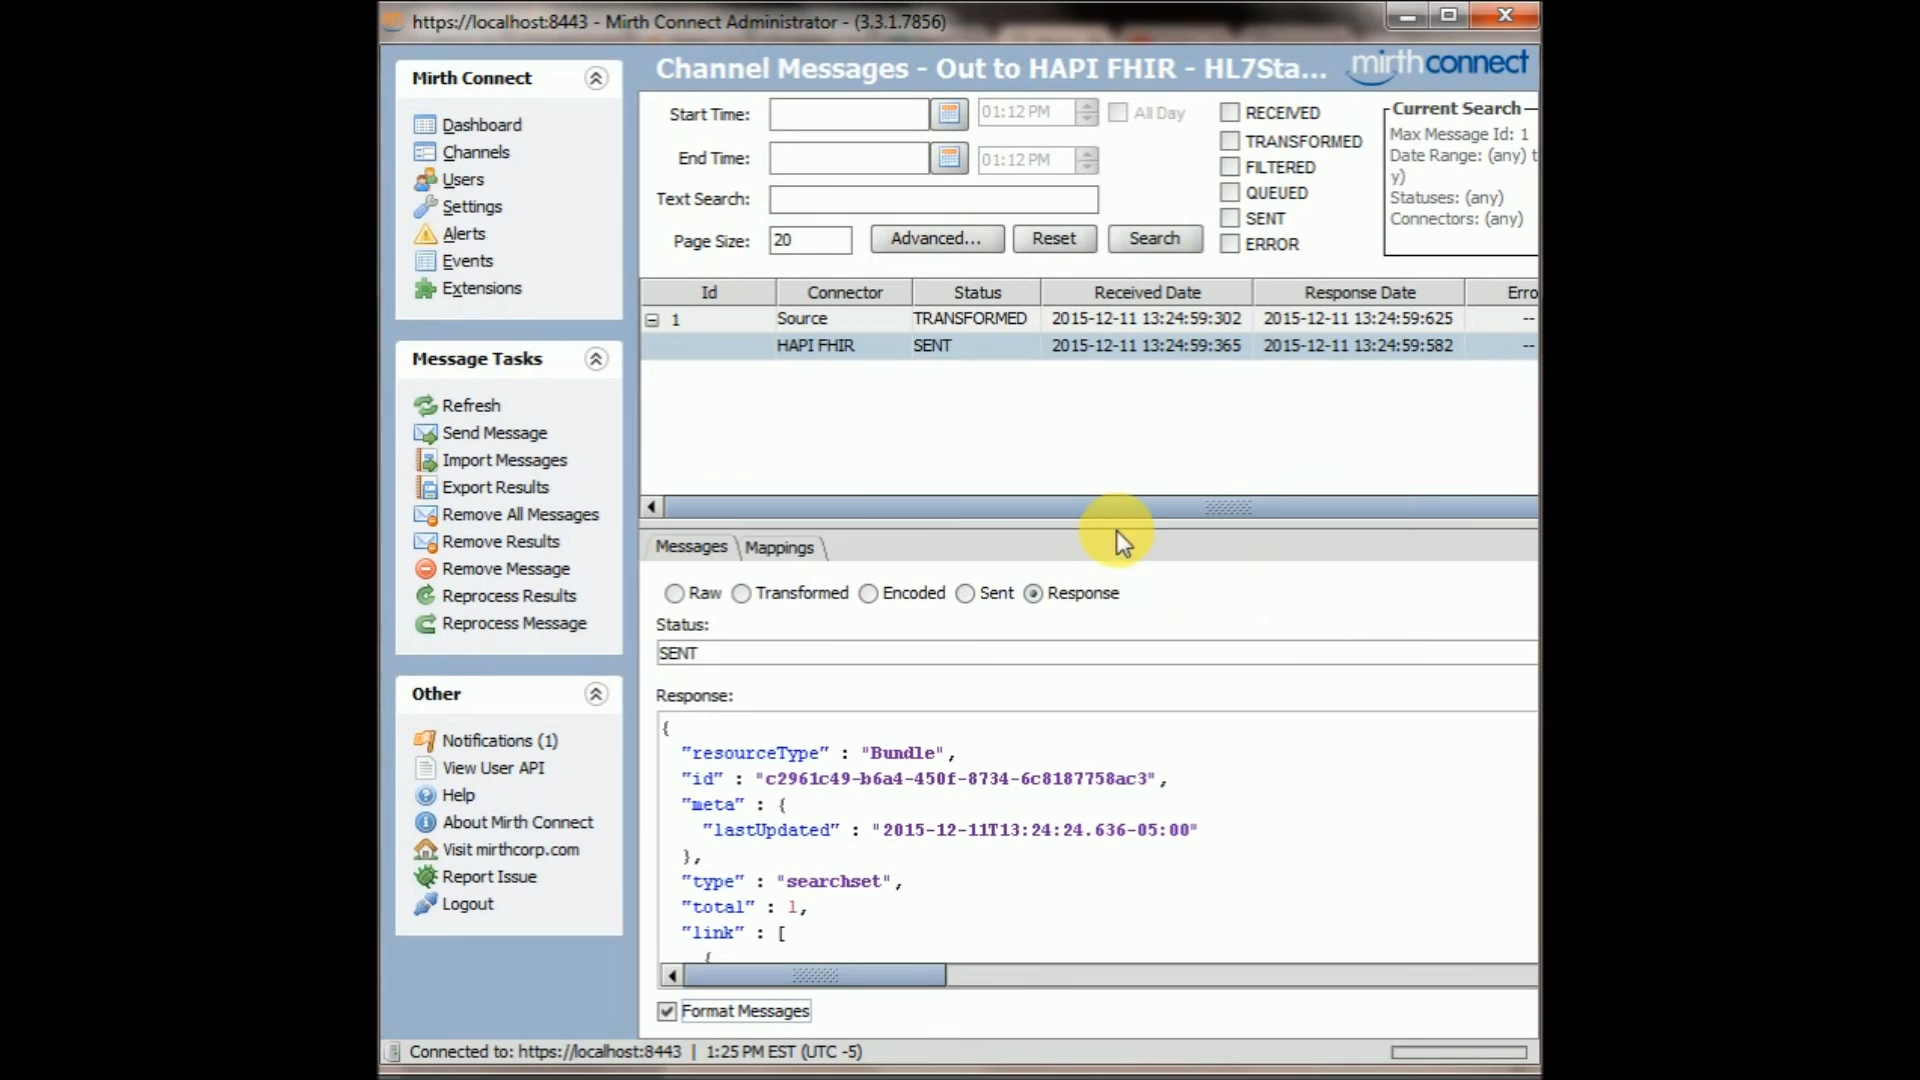 https://localhost:8443 - Mirth Connect Administrator - (3.3.1.7856)
Channel Messages - Out to HAPI FHIR - HL7Sta...
mirth connect
Mirth Connect
Dashboard
Channels
Users
Settings
Alerts
Events
Extensions
Message Tasks
Refresh
Send Message
Import Messages
Export Results
Remove All Messages
Remove Results
Remove Message
Reprocess Results
Reprocess Message
Other
Notifications (1)
View User API
Help
About Mirth Connect
Visit mirthcorp.com
Report Issue
Logout
Start Time: 01:12 PM All Day
End Time: 01:12 PM
Text Search:
Page Size: 20 Advanced... Reset Search
RECEIVED
TRANSFORMED
FILTERED
QUEUED
SENT
ERROR
Current Search
Max Message Id: 1
Date Range: (any) t
y)
Statuses: (any)
Connectors: (any)
Id Connector Status Received Date Response Date Erro
1 Source TRANSFORMED 2015-12-11 13:24:59:302 2015-12-11 13:24:59:625 --
HAPI FHIR SENT 2015-12-11 13:24:59:365 2015-12-11 13:24:59:582 --
Messages Mappings
Raw Transformed Encoded Sent Response
Status:
SENT
Response:
{
"resourceType" : "Bundle",
"id" : "c2961c49-b6a4-450f-8734-6c8187758ac3",
"meta" : {
"lastUpdated" : "2015-12-11T13:24:24.636-05:00"
},
"type" : "searchset",
"total" : 1,
"link" : [
{
Format Messages
Connected to: https://localhost:8443 | 1:25 PM EST (UTC -5)